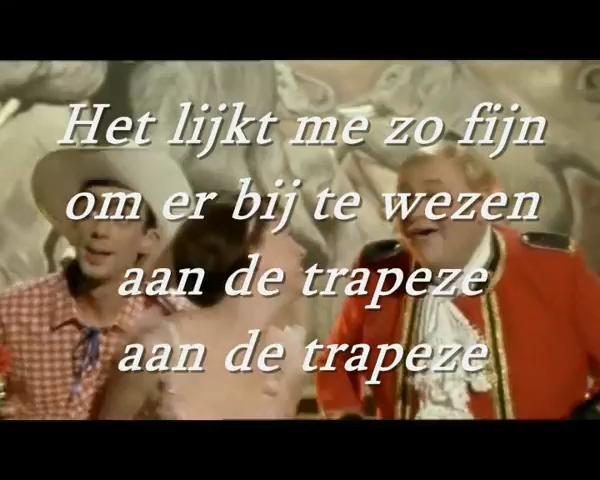 Het lijkt me zo fijn
om er bij te wezen
aan de trapeze
aan de trapeze